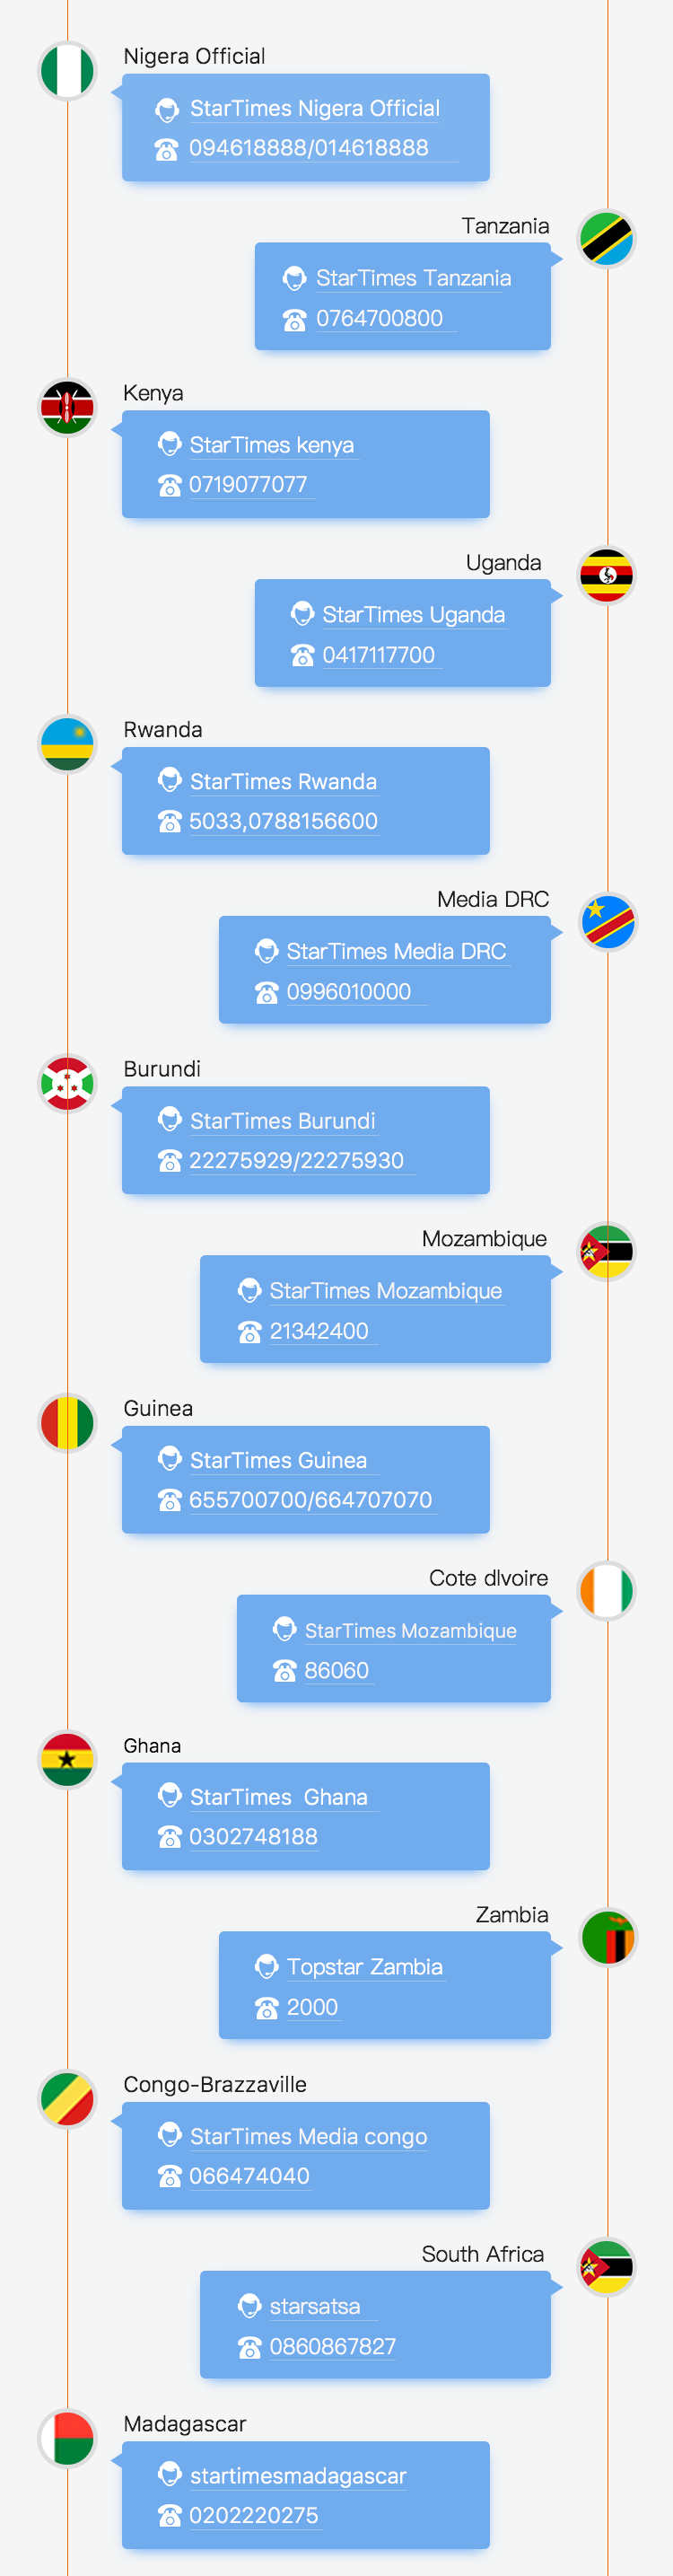 Nigera Official
StarTimes Nigera Official
094618888/014618888
Tanzania
StarTimes Tanzania
0764700800
Kenya
StarTimes kenya
0719077077
Uganda
StarTimes Uganda
0417117700
Rwanda
StarTimes Rwanda
5033,0788156600
Media DRC
StarTimes Media DRC
0996010000
Burundi
StarTimes Burundi
22275929/22275930
Mozambique
StarTimes Mozambique
21342400
Guinea
StarTimes Guinea
655700700/664707070
Cote dlvoire
StarTimes Mozambique
86060
Ghana
StarTimes  Ghana
0302748188
Zambia
Topstar Zambia
2000
Congo-Brazzaville
StarTimes Media congo
066474040
South Africa
starsatsa
0860867827
Madagascar
startimesmadagascar
0202220275